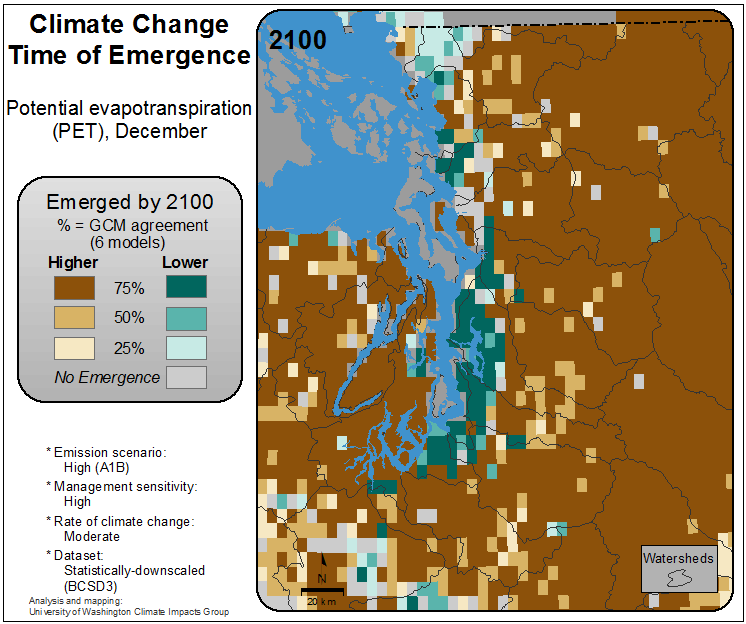 Climate Change
Time of Emergence
Potential evapotranspiration
(PET), December
Emerged by 2100
% = GCM agreement
(6 models)
Higher Lower
75%
50%
25%
No Emergence
* Emission scenario:
High (A1B)
* Management sensitivity:
High
* Rate of climate change:
Moderate
* Dataset:
Statistically-downscaled
(BCSD3)
Analysis and mapping:
University of Washington Climate Impacts Group
2100
N
20 km
Watersheds